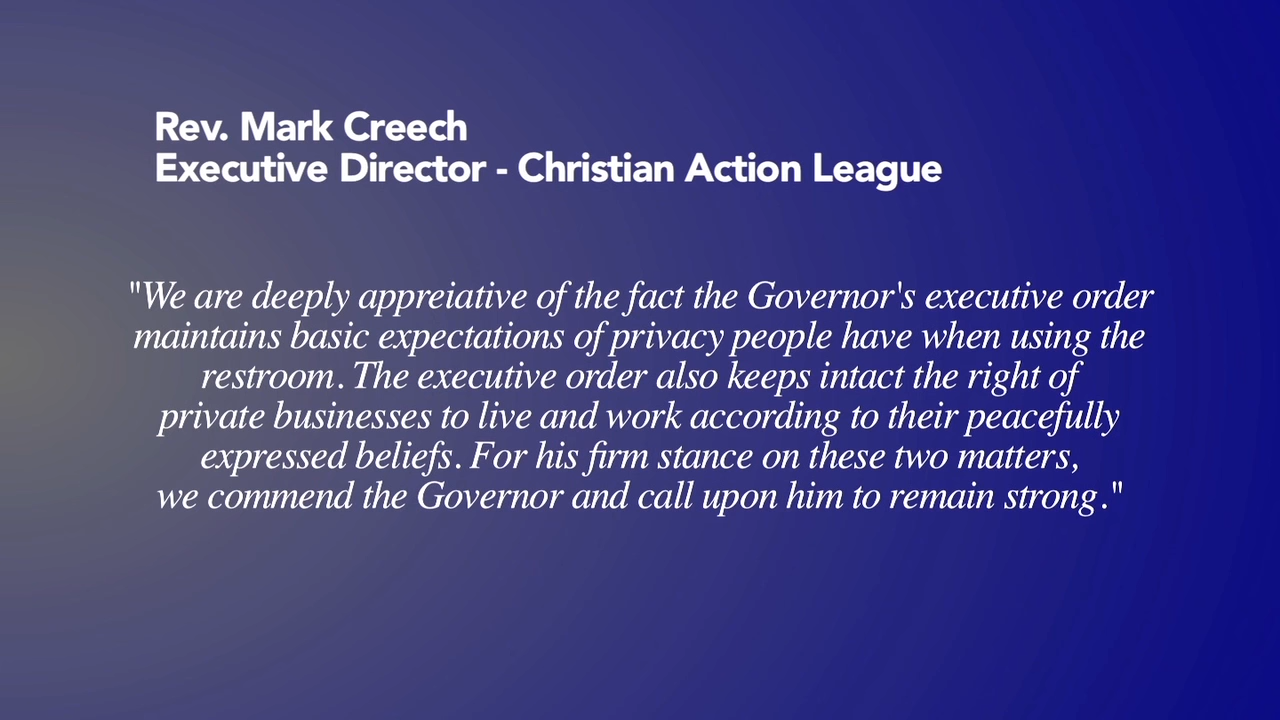 Rev. Mark Creech
Executive Director - Christian Action League
"We are deeply appreiative of the fact the Governor's executive order
maintains basic expectations of privacy people have when using the
restroom. The executive order also keeps intact the right of
private businesses to live and work according to their peacefully
expressed beliefs. For his firm stance on these two matters,
we commend the Governor and call upon him to remain strong."